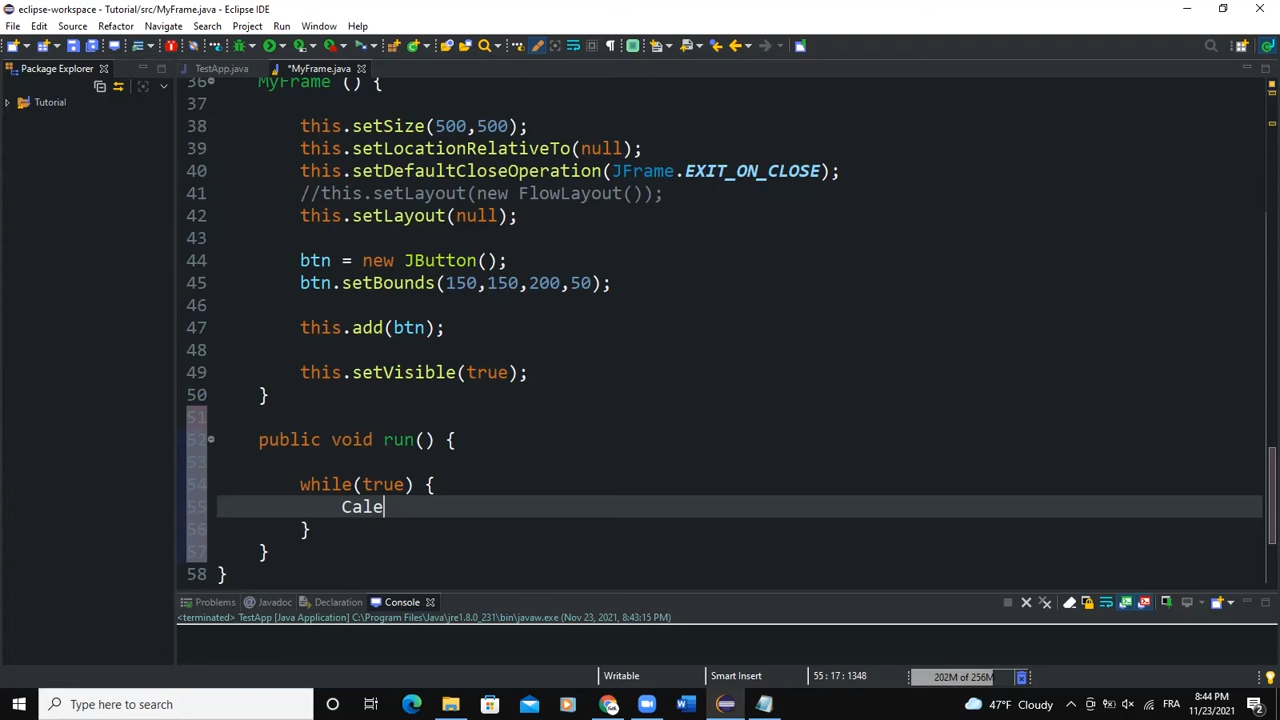 eclipse-workspace - Tutorial/src/MyFrame.java - Eclipse IDE
File Edit Source Refactor Navigate Search Project Run Window Help
Package Explorer
TestApp.java
*MyFrame.java
Tutorial
36 MyFrame () {
37
38 this.setSize(500,500);
39 this.setLocationRelativeTo(null);
40 this.setDefaultCloseOperation(JFrame.EXIT_ON_CLOSE);
41 //this.setLayout(new FlowLayout());
42 this.setLayout(null);
43
44 btn = new JButton();
45 btn.setBounds(150,150,200,50);
46
47 this.add(btn);
48
49 this.setVisible(true);
50 }
51
52 public void run() {
53
54 while(true) {
55 Cale
56 }
57 }
58 }
Problems Javadoc Declaration Console
<terminated> TestApp [Java Application] C:\Program Files\Java\jre1.8.0_231\bin\javaw.exe (Nov 23, 2021, 8:43:15 PM)
Writable Smart Insert 55 : 17 : 1348 202M of 256M
Type here to search
47°F Cloudy FRA 8:44 PM
11/23/2021
2